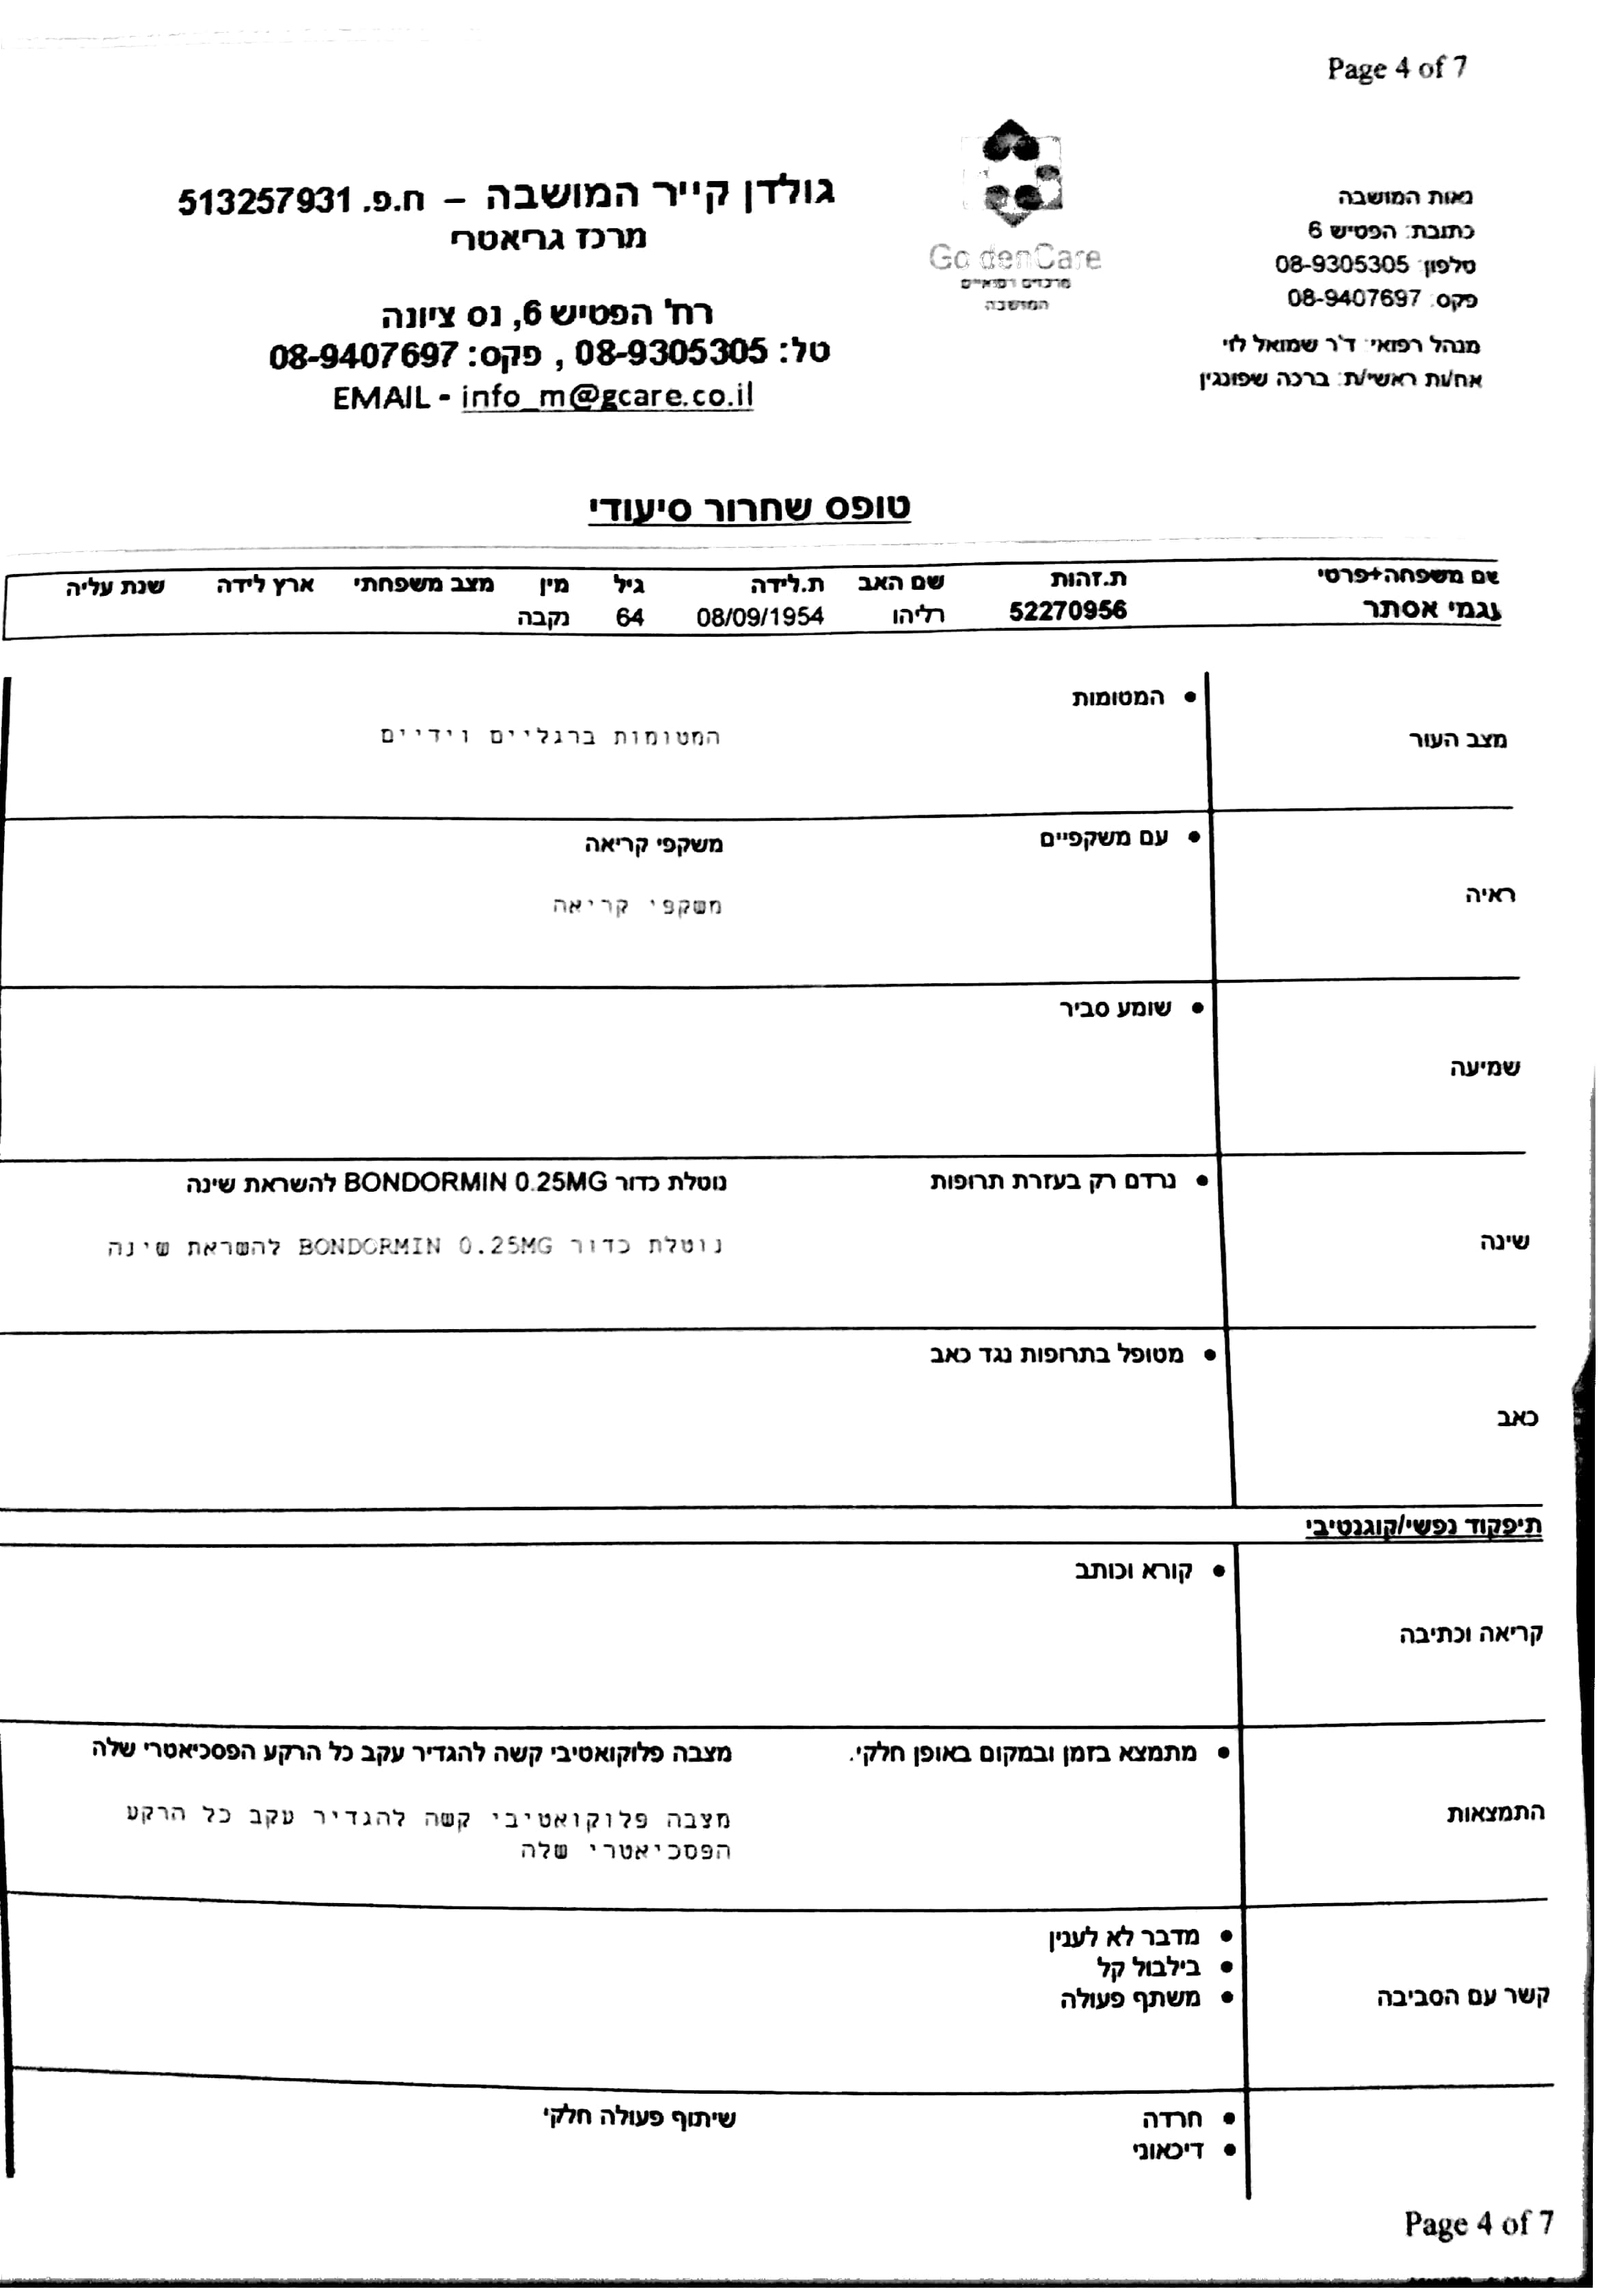 Page 4 of 7
גולדן קייר המושבה – ח.פ. 513257931
מרכז גריאטרי
רח' הפטיש 6, נס ציונה
טל: 08-9305305 , פקס: 08-9407697
EMAIL - info_m@gcare.co.il
GoldenCare
מרכזים רפואיים
המושבה
נאות המושבה
כתובת: הפטיש 6
טלפון: 08-9305305
פקס: 08-9407697
מנהל רפואי: ד'ר שמואל לוי
אח/ות ראשי/ת: ברכה שפונגין
טופס שחרור סיעודי
שם משפחה+פרטי ת.זהות שם האב ת.לידה גיל מין מצב משפחתי ארץ לידה שנת עליה
נגמי אסתר 52270956 רליהו 08/09/1954 64 נקבה
מצב העור
• המטומות
המטומות ברגליים וידיים
ראיה
• עם משקפיים משקפי קריאה
משקפי קריאה
שמיעה
• שומע סביר
שינה
• נרדם רק בעזרת תרופות נוטלת כדור BONDORMIN 0.25MG להשראת שינה
נוטלת כדור BONDORMIN 0.25MG להשראת שינה
כאב
• מטופל בתרופות נגד כאב
תיפקוד נפשי/קוגנטיבי
קריאה וכתיבה
• קורא וכותב
התמצאות
• מתמצא בזמן ובמקום באופן חלקי. מצבה פלוקואטיבי קשה להגדיר עקב כל הרקע הפסכיאטרי שלה
מצבה פלוקואטיבי קשה להגדיר עקב כל הרקע
הפסכיאטרי שלה
קשר עם הסביבה
• מדבר לא לענין
• בילבול קל
• משתף פעולה
• חרדה שיתוף פעולה חלקי
• דיכאוני
Page 4 of 7